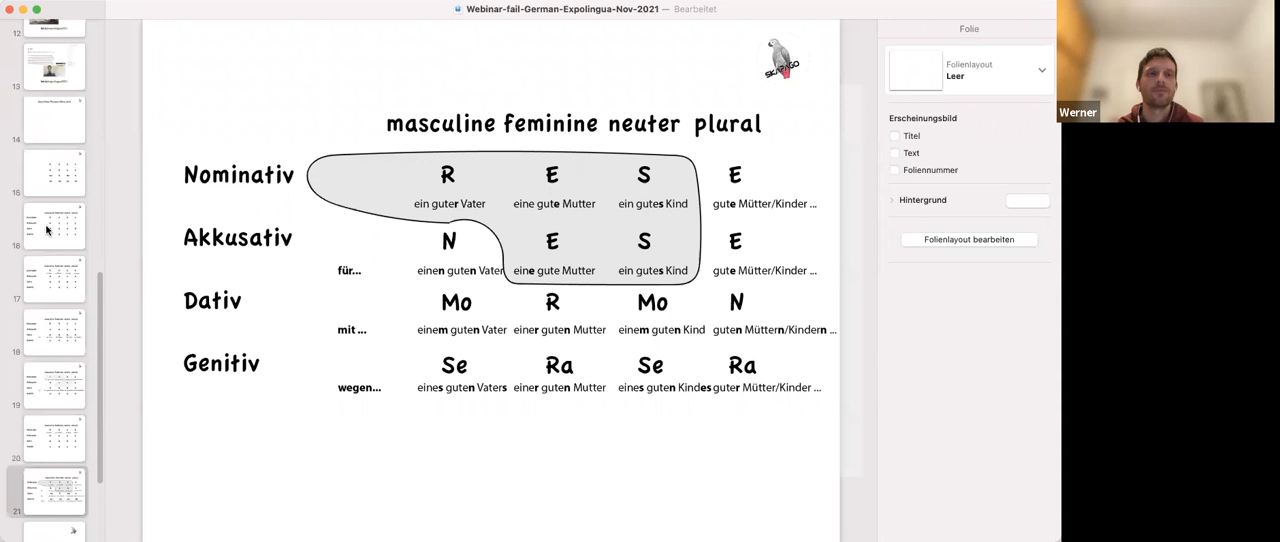 Webinar-fail-German-Expolingua-Nov-2021 — Bearbeitet
12
13
14
16
18
17
18
19
20
21
SKAPAGO
masculine feminine neuter plural
Nominativ R E S E
ein guter Vater eine gute Mutter ein gutes Kind gute Mütter/Kinder ...
Akkusativ N E S E
für... einen guten Vater eine gute Mutter ein gutes Kind gute Mütter/Kinder ...
Dativ Mo R Mo N
mit ... einem guten Vater einer guten Mutter einem guten Kind guten Müttern/Kindern ...
Genitiv Se Ra Se Ra
wegen... eines guten Vaters einer guten Mutter eines guten Kindes guter Mütter/Kinder ...
Folie
Folienlayout
Leer
Erscheinungsbild
Titel
Text
Foliennummer
Hintergrund
Folienlayout bearbeiten
Werner